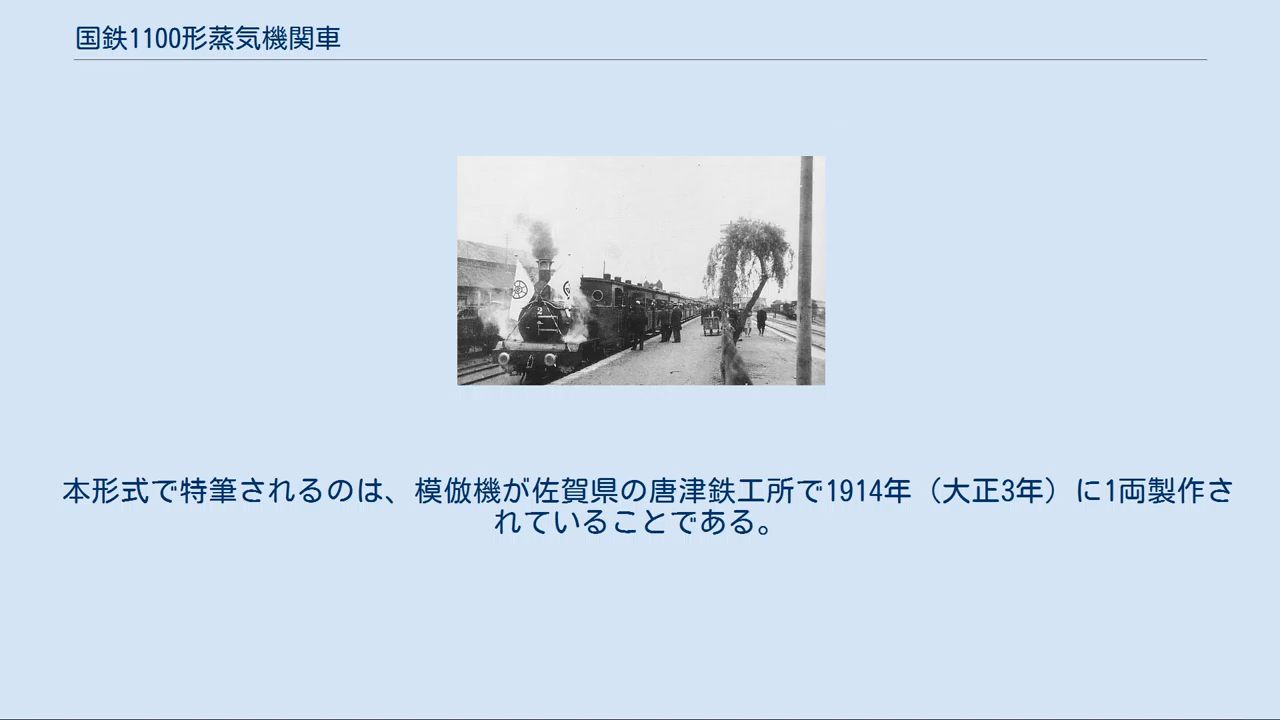 国鉄1100形蒸気機関車
2
本形式で特筆されるのは、模倣機が佐賀県の唐津鉄工所で1914年（大正3年）に1両製作さ
れていることである。